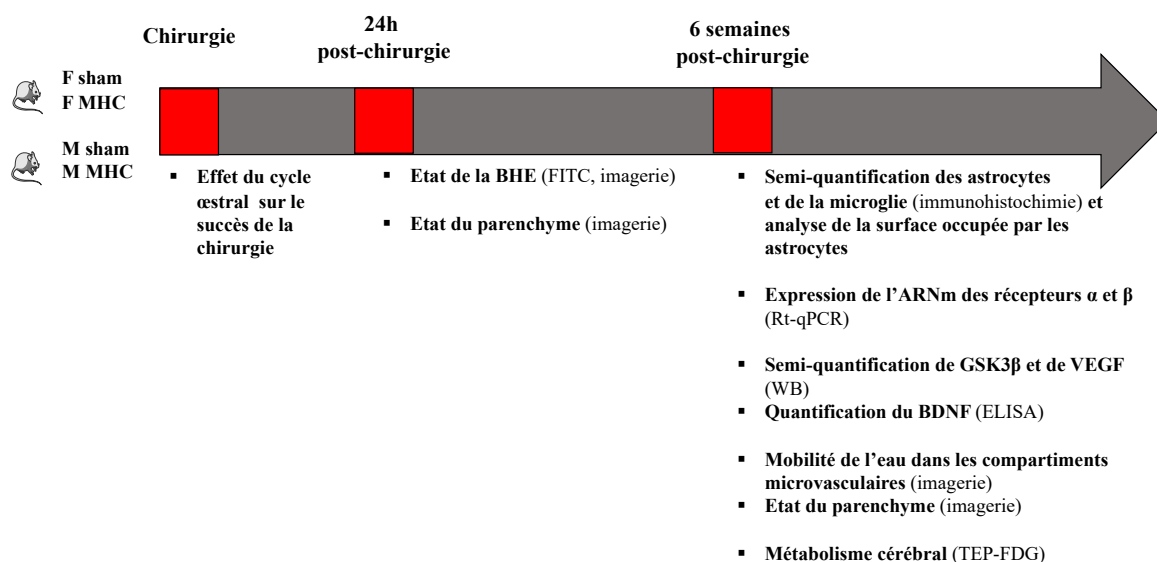 Chirurgie
24h
post-chirurgie
6 semaines
post-chirurgie
F sham
F MHC
M sham
M MHC
▪ Effet du cycle
œstral sur le
succès de la
chirurgie
▪ Etat de la BHE (FITC, imagerie)
▪ Etat du parenchyme (imagerie)
▪ Semi-quantification des astrocytes
et de la microglie (immunohistochimie) et
analyse de la surface occupée par les
astrocytes
▪ Expression de l’ARNm des récepteurs α et β
(Rt-qPCR)
▪ Semi-quantification de GSK3β et de VEGF
(WB)
▪ Quantification du BDNF (ELISA)
▪ Mobilité de l’eau dans les compartiments
microvasculaires (imagerie)
▪ Etat du parenchyme (imagerie)
▪ Métabolisme cérébral (TEP-FDG)